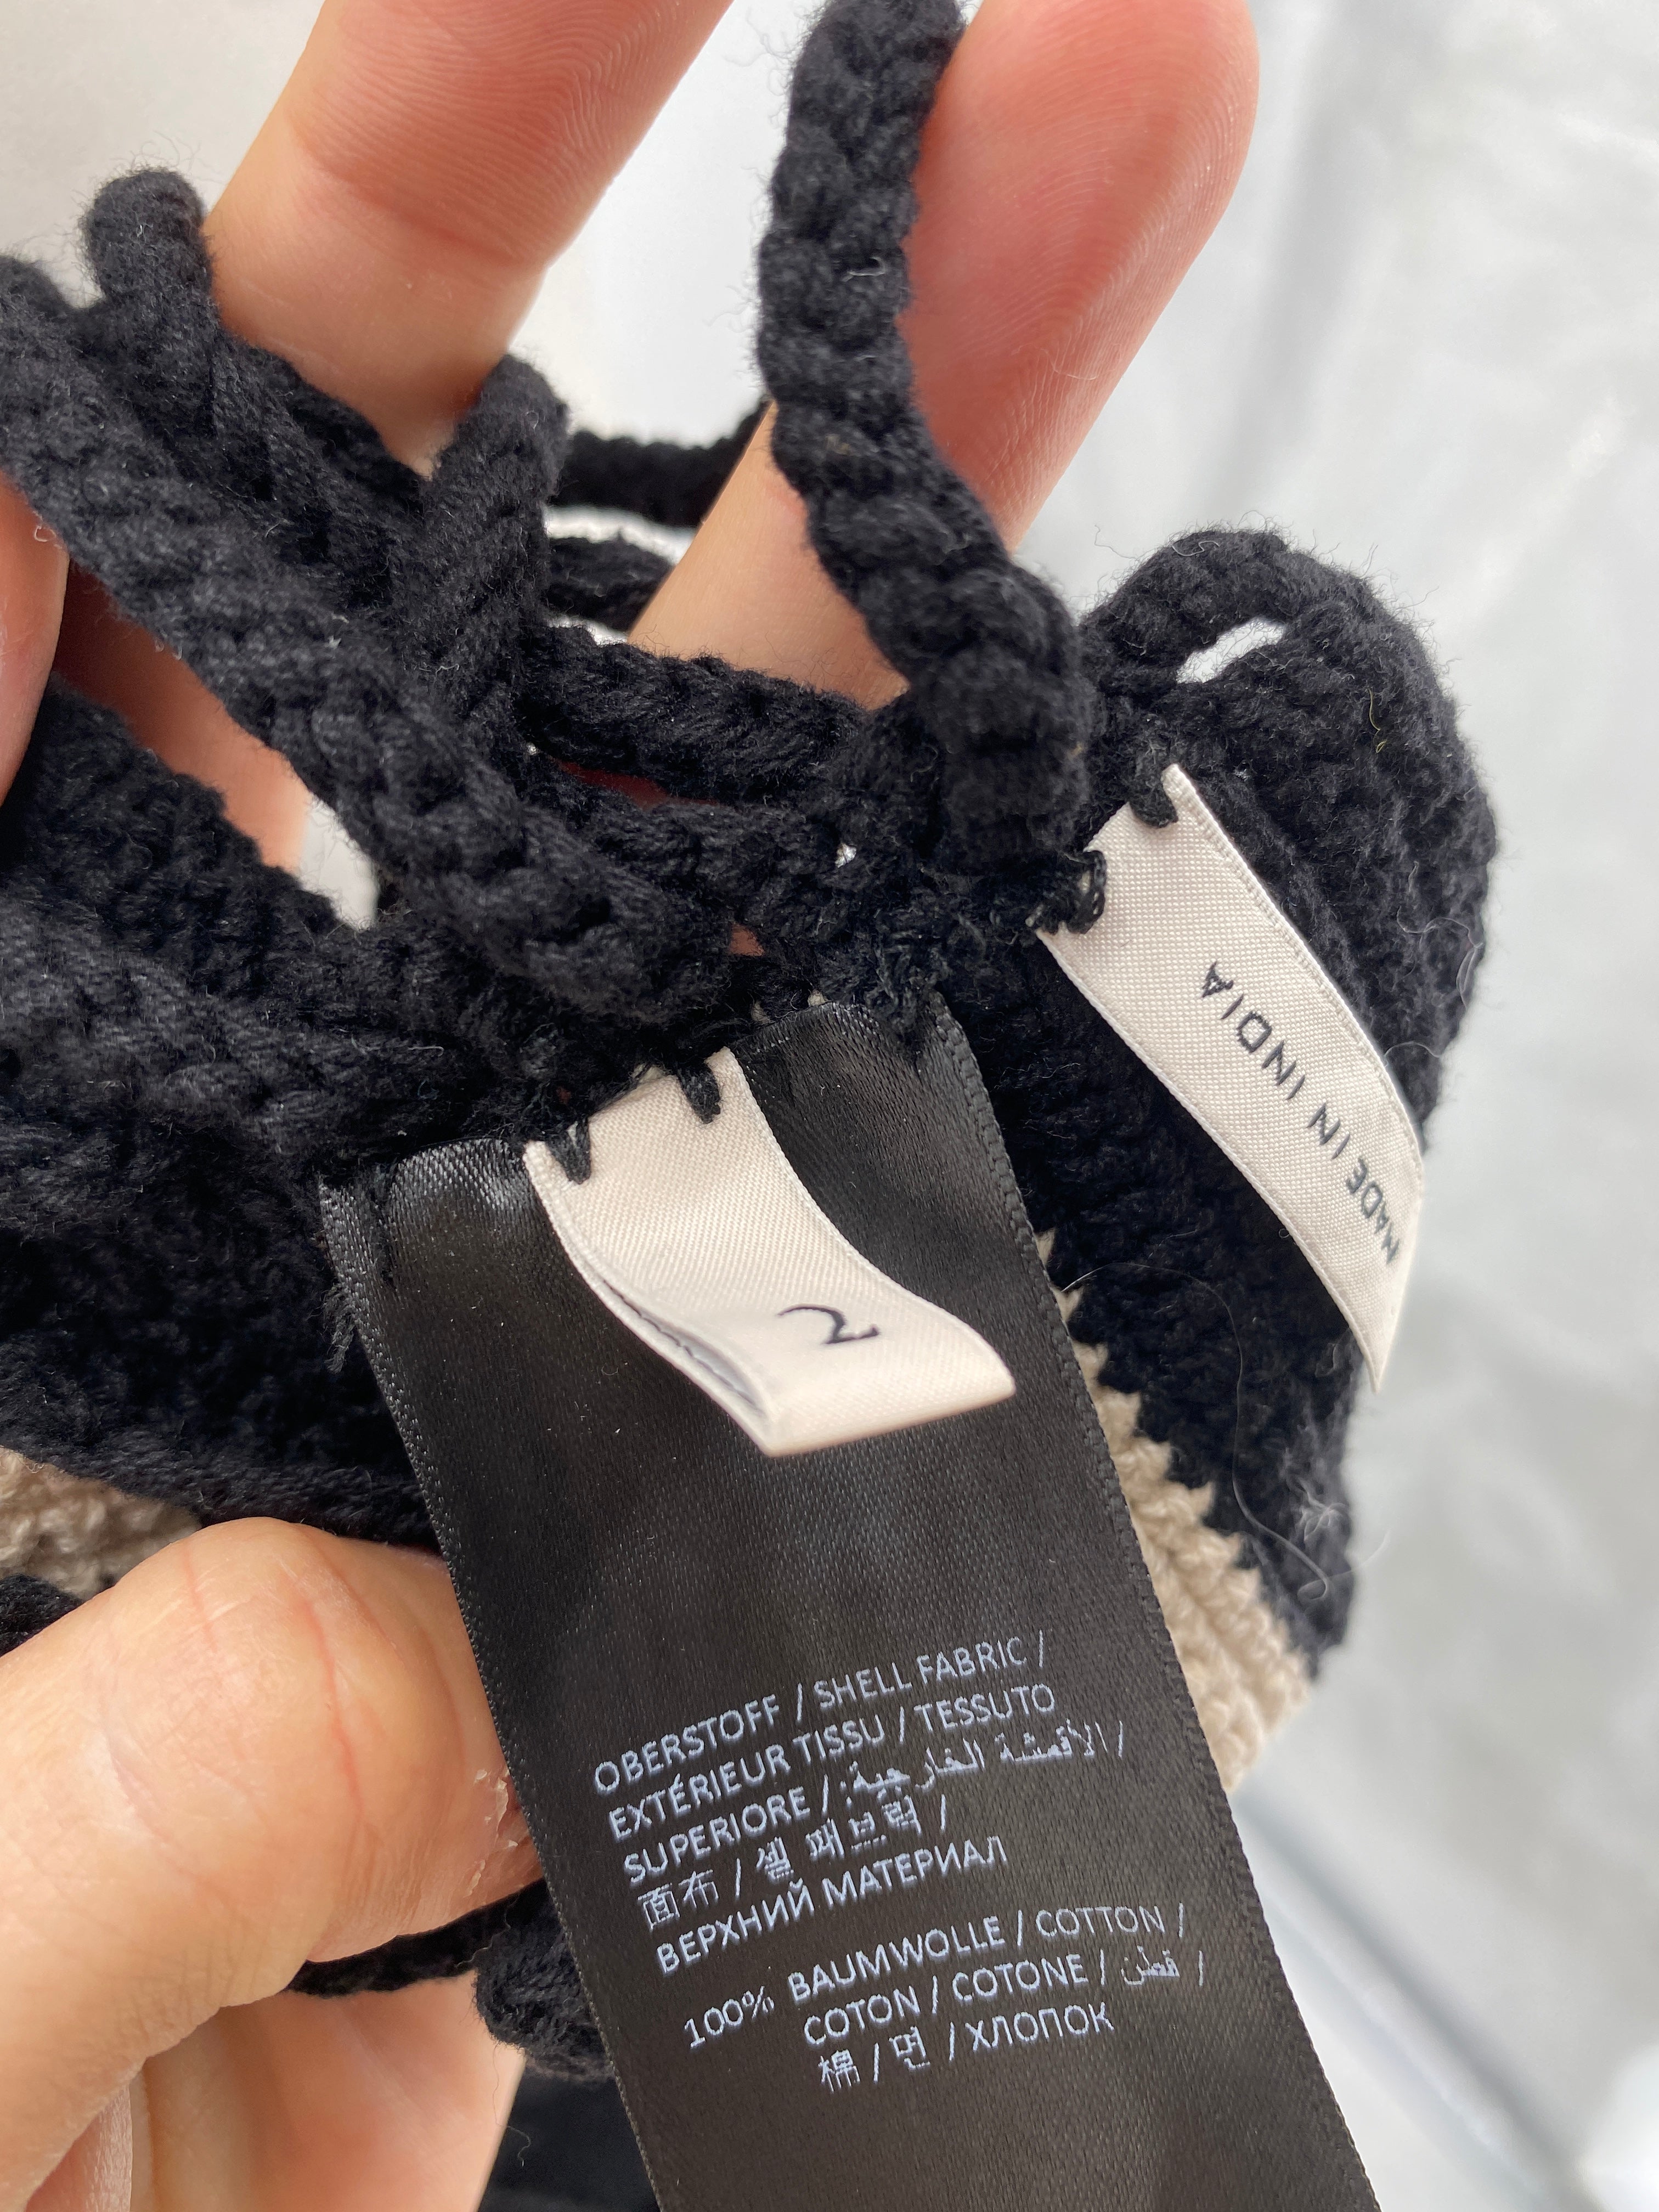 MADE IN INDIA
2
OBERSTOFF / SHELL FABRIC /
EXTÉRIEUR TISSU / TESSUTO
SUPERIORE / الأقمشة الخارجية: /
面布 / 셸 패브릭 /
ВЕРХНИЙ МАТЕРИАЛ
100% BAUMWOLLE / COTTON /
COTON / COTONE / قطن /
棉 / 면 / ХЛОПОК